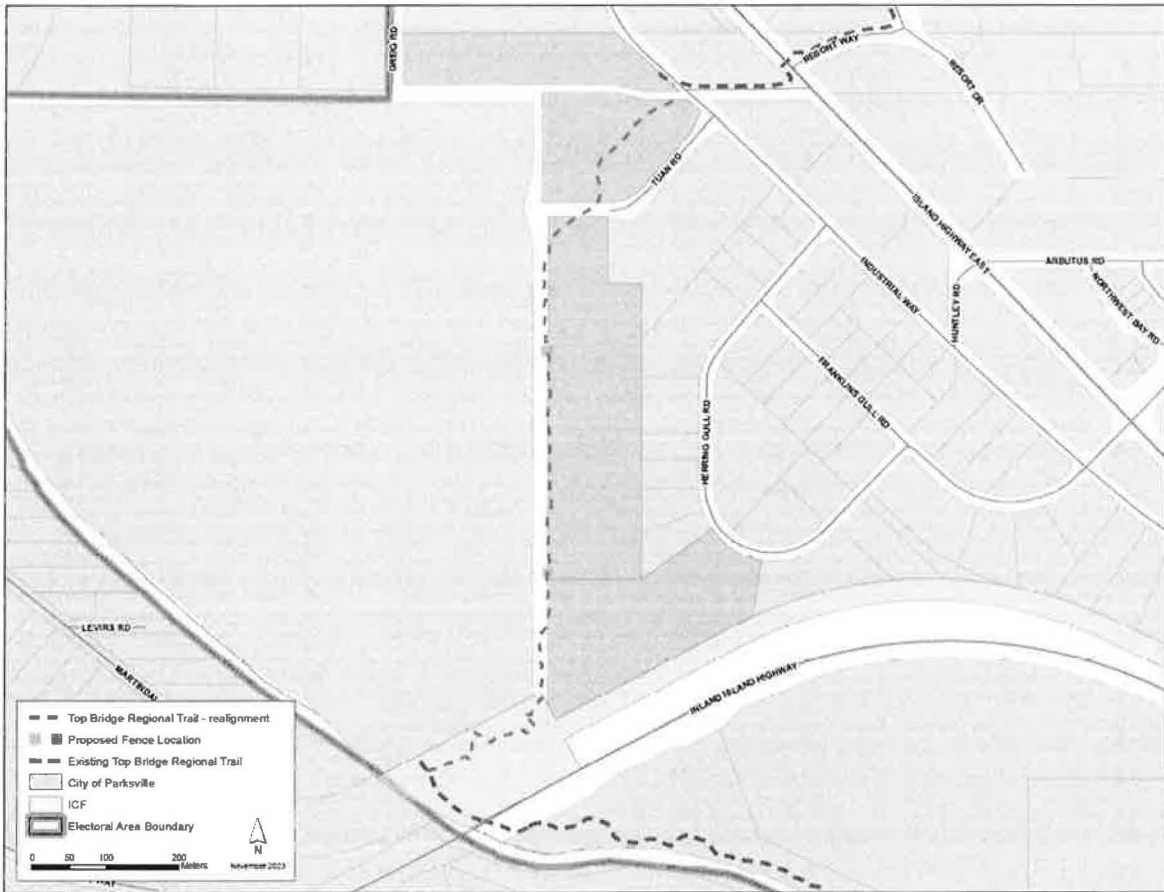 GREIG RD
RESORT WAY
RESORT DR
TUAN RD
ISLAND HIGHWAY EAST
ARBUTUS RD
INDUSTRIAL WAY
HUNTLEY RD
NORTHWEST BAY RD
FRANKLINS GULL RD
HERRING GULL RD
LEVIRS RD
MARTINDAL
INLAND ISLAND HIGHWAY
Top Bridge Regional Trail - realignment
Proposed Fence Location
Existing Top Bridge Regional Trail
City of Parksville
ICF
Electoral Area Boundary
N
0 50 100 200
Meters
November 2023